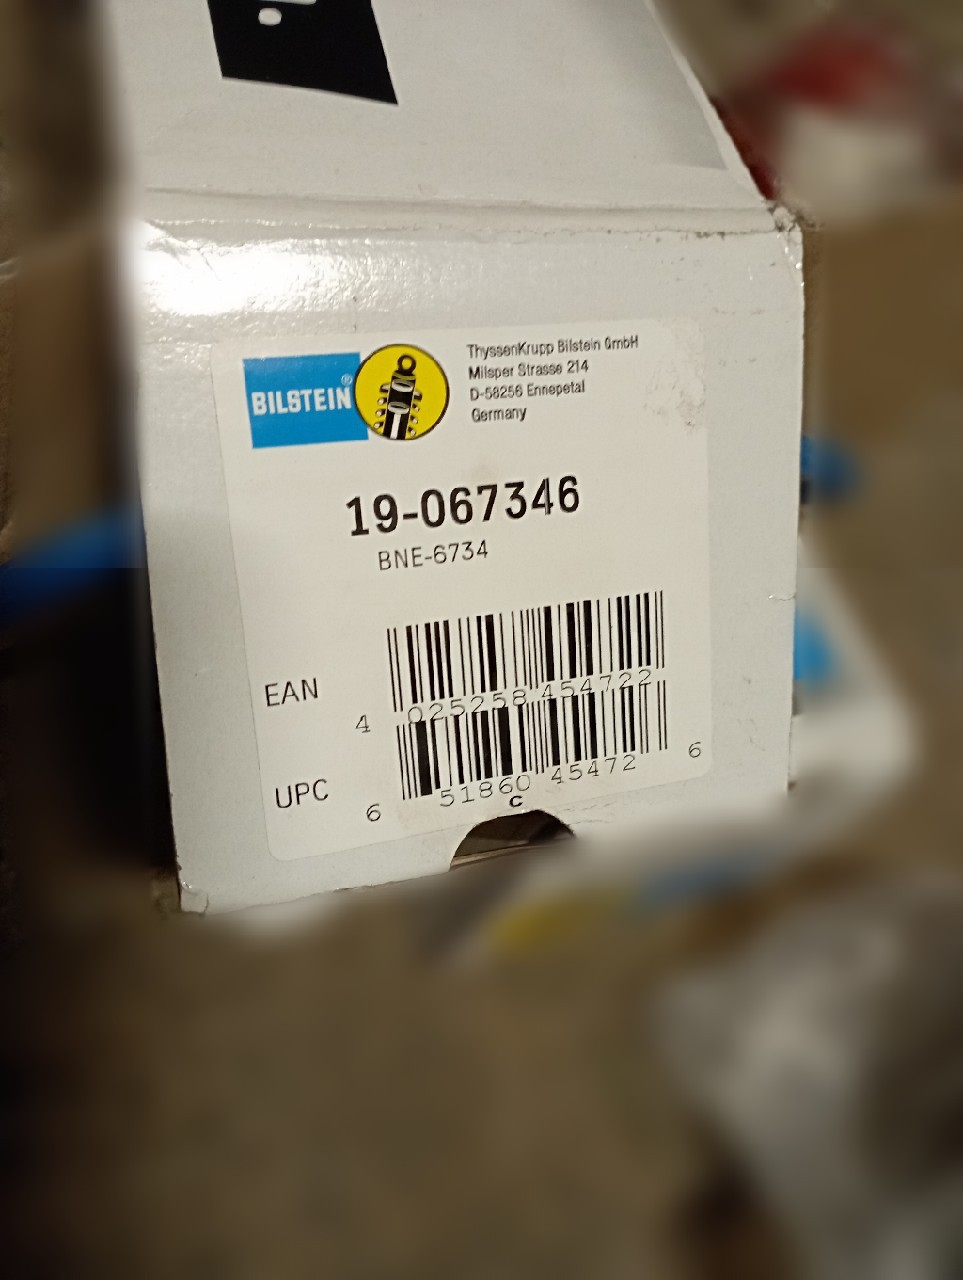 BILSTEIN®
ThyssenKrupp Bilstein GmbH
Milsper Strasse 214
D-58256 Ennepetal
Germany
19-067346
BNE-6734
EAN
4 025258 454722
UPC
6 51860 45472 6
C